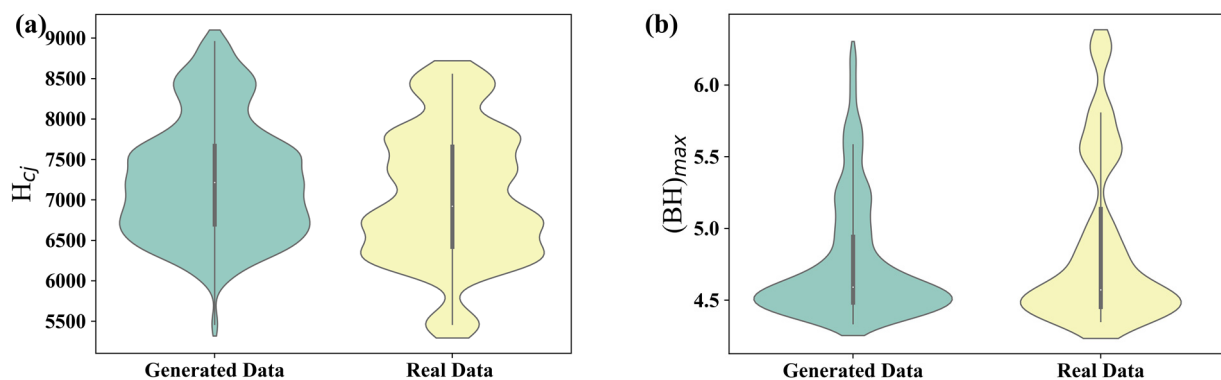 (a)
9000
8500
8000
7500
7000
6500
6000
5500
H_{cj}
Generated Data
Real Data
(b)
6.0
5.5
5.0
4.5
(BH)_{max}
Generated Data
Real Data